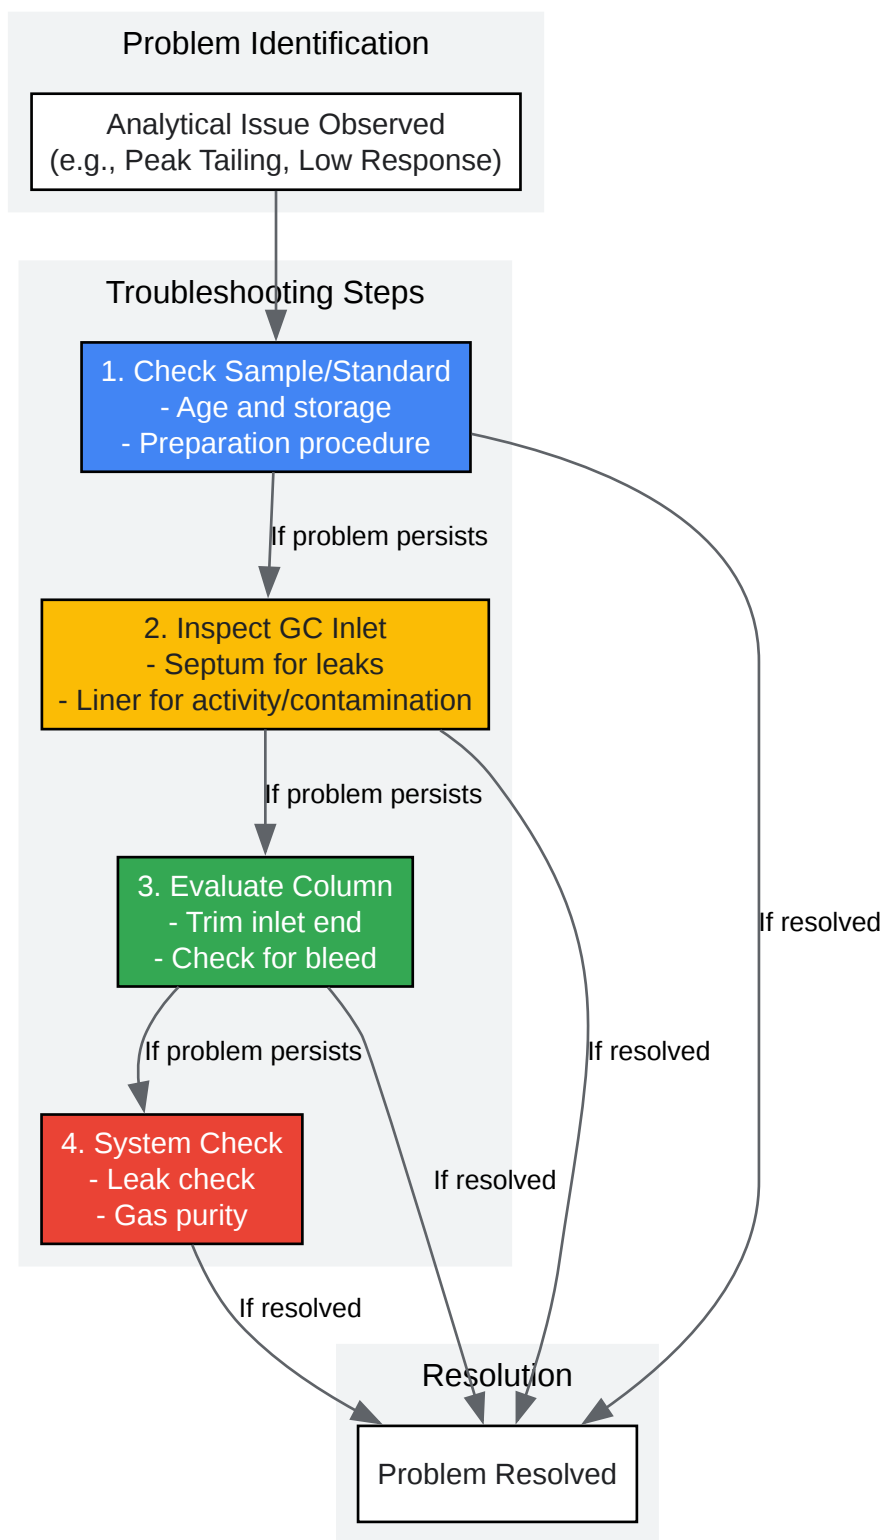 Problem Identification
Analytical Issue Observed
(e.g., Peak Tailing, Low Response)
Troubleshooting Steps
1. Check Sample/Standard
- Age and storage
- Preparation procedure
If problem persists
2. Inspect GC Inlet
- Septum for leaks
- Liner for activity/contamination
If problem persists
3. Evaluate Column
- Trim inlet end
- Check for bleed
If resolved
If problem persists
If resolved
4. System Check
- Leak check
- Gas purity
If resolved
If resolved
Resolution
Problem Resolved